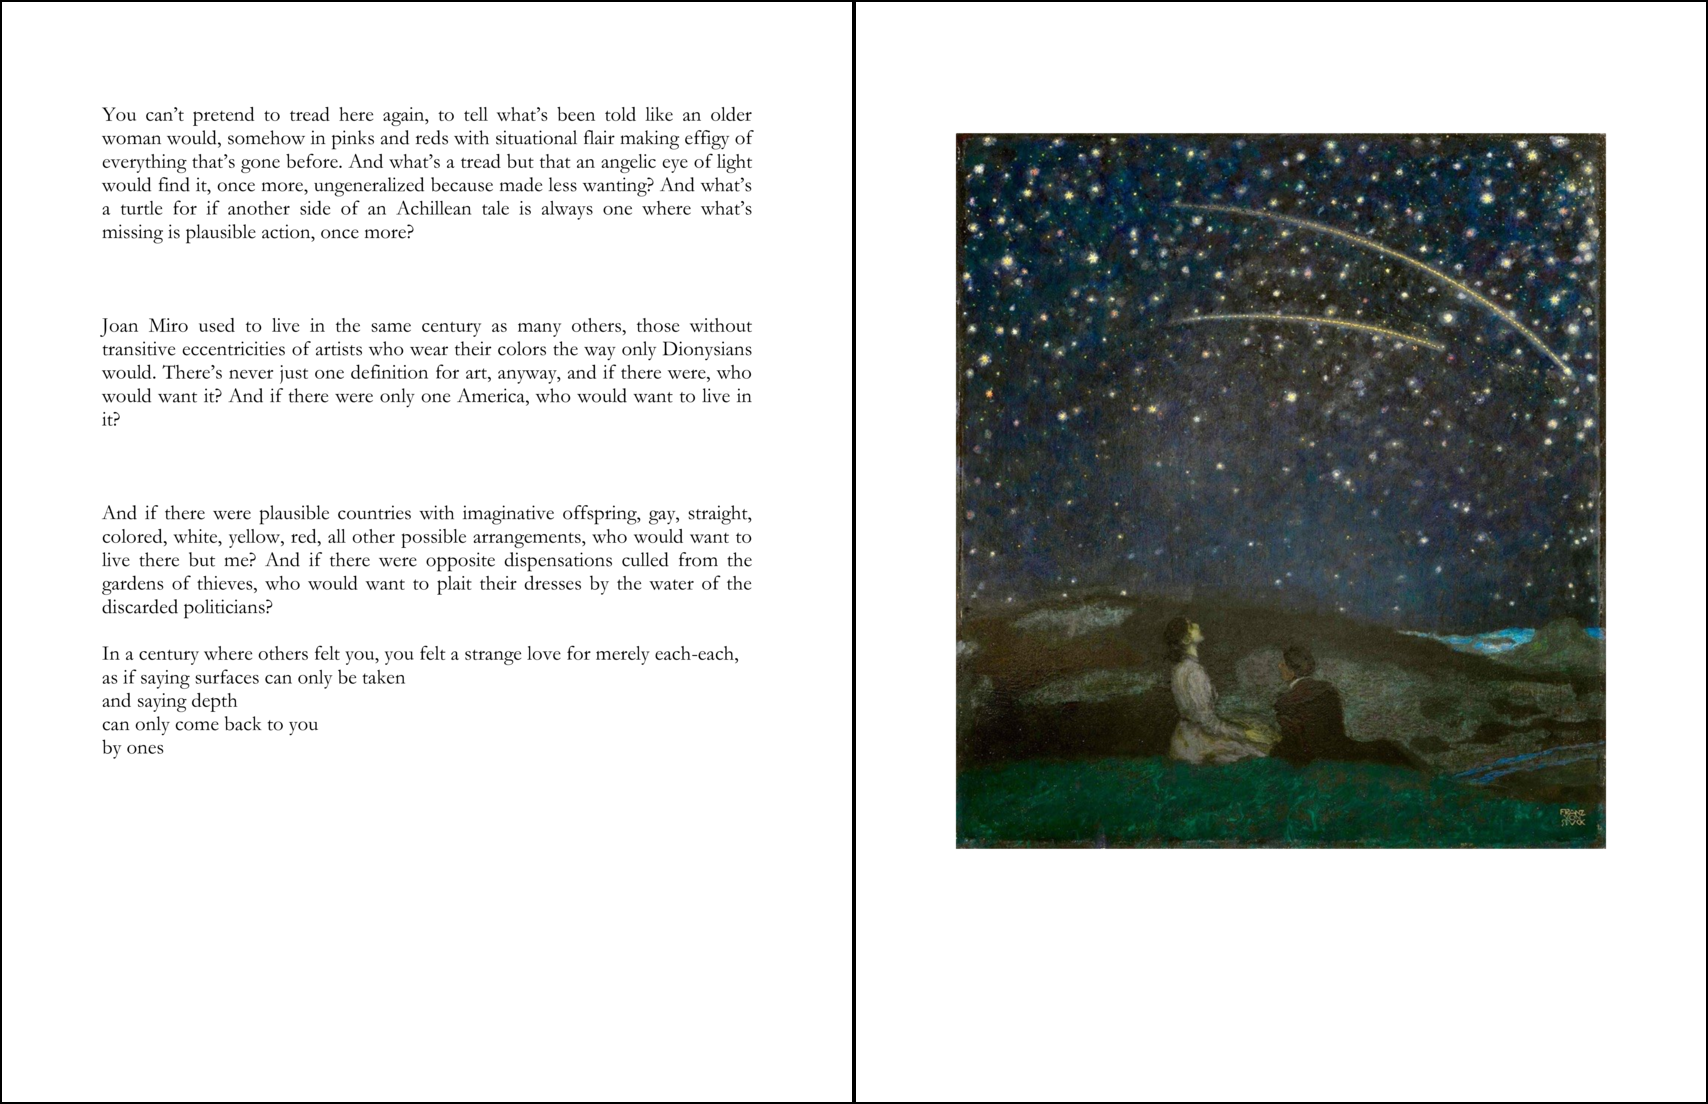 You can’t pretend to tread here again, to tell what’s been told like an older
woman would, somehow in pinks and reds with situational flair making effigy of
everything that’s gone before. And what’s a tread but that an angelic eye of light
would find it, once more, ungeneralized because made less wanting? And what’s
a turtle for if another side of an Achillean tale is always one where what’s
missing is plausible action, once more?
Joan Miro used to live in the same century as many others, those without
transitive eccentricities of artists who wear their colors the way only Dionysians
would. There’s never just one definition for art, anyway, and if there were, who
would want it? And if there were only one America, who would want to live in
it?
And if there were plausible countries with imaginative offspring, gay, straight,
colored, white, yellow, red, all other possible arrangements, who would want to
live there but me? And if there were opposite dispensations culled from the
gardens of thieves, who would want to plait their dresses by the water of the
discarded politicians?
In a century where others felt you, you felt a strange love for merely each-each,
as if saying surfaces can only be taken
and saying depth
can only come back to you
by ones
FRANZ
VON
STVCK